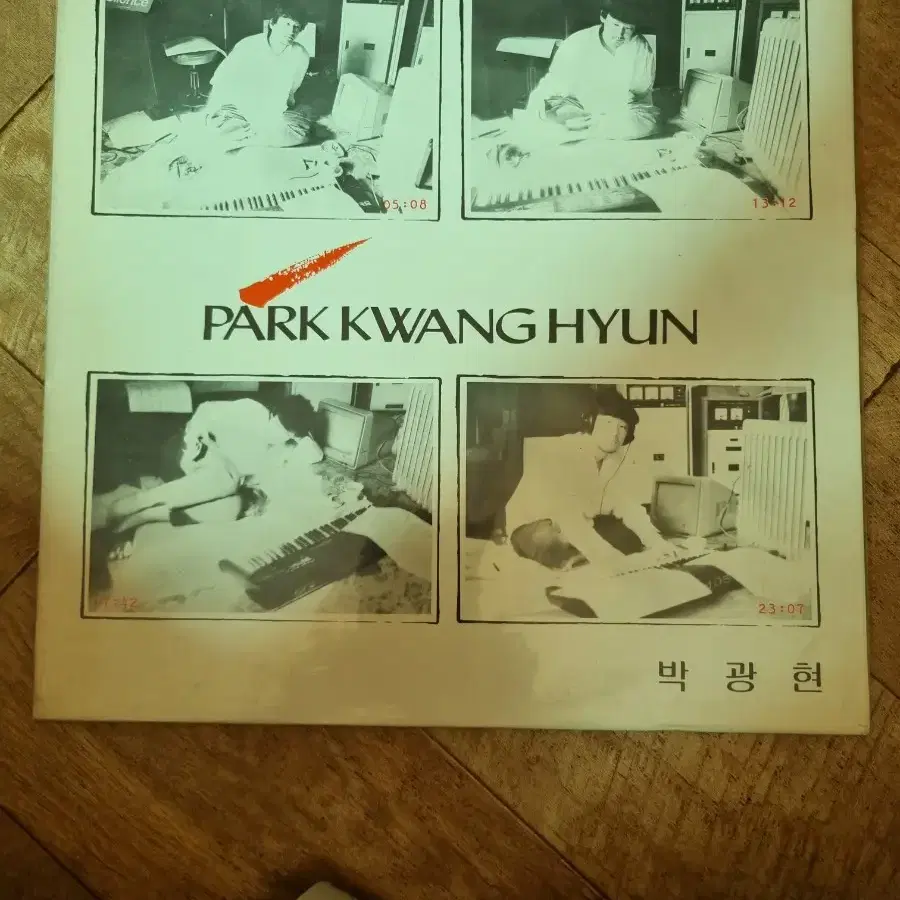 05:08
13:12
PARK KWANG HYUN
23:07
박 광 현